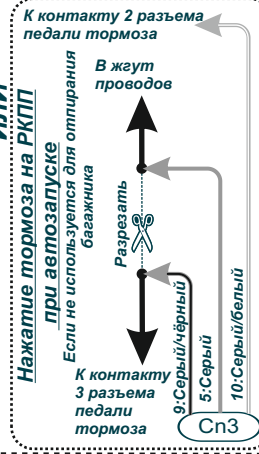 ИЛИ
Нажатие тормоза на РКПП
при автозапуске
Если не используется для отпирания
багажника
К контакту 2 разъема
педали тормоза
В жгут
проводов
Разрезать
К контакту
3 разъема
педали
тормоза
9:Серый/чёрный
5:Серый
10:Серый/белый
Cn3